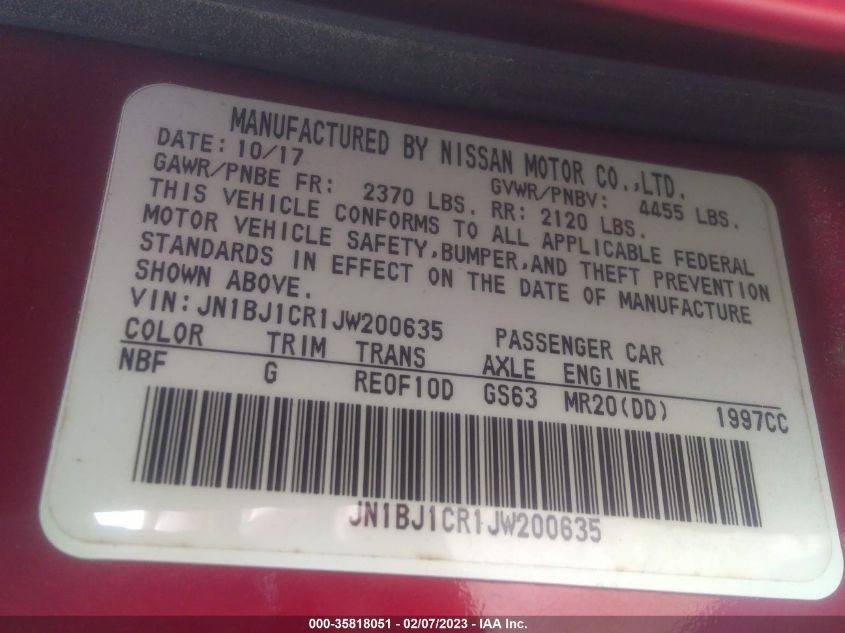 MANUFACTURED BY NISSAN MOTOR CO.,LTD.
DATE: 10/17 GVWR/PNBV: 4455 LBS.
GAWR/PNBE FR: 2370 LBS. RR: 2120 LBS.
THIS VEHICLE CONFORMS TO ALL APPLICABLE FEDERAL
MOTOR VEHICLE SAFETY,BUMPER,AND THEFT PREVENTION
STANDARDS IN EFFECT ON THE DATE OF MANUFACTURE
SHOWN ABOVE.
VIN: JN1BJ1CR1JW200635 PASSENGER CAR
COLOR TRIM TRANS AXLE ENGINE
NBF G RE0F10D GS63 MR20(DD) 1997CC
JN1BJ1CR1JW200635
000-35818051 - 02/07/2023 - IAA Inc.